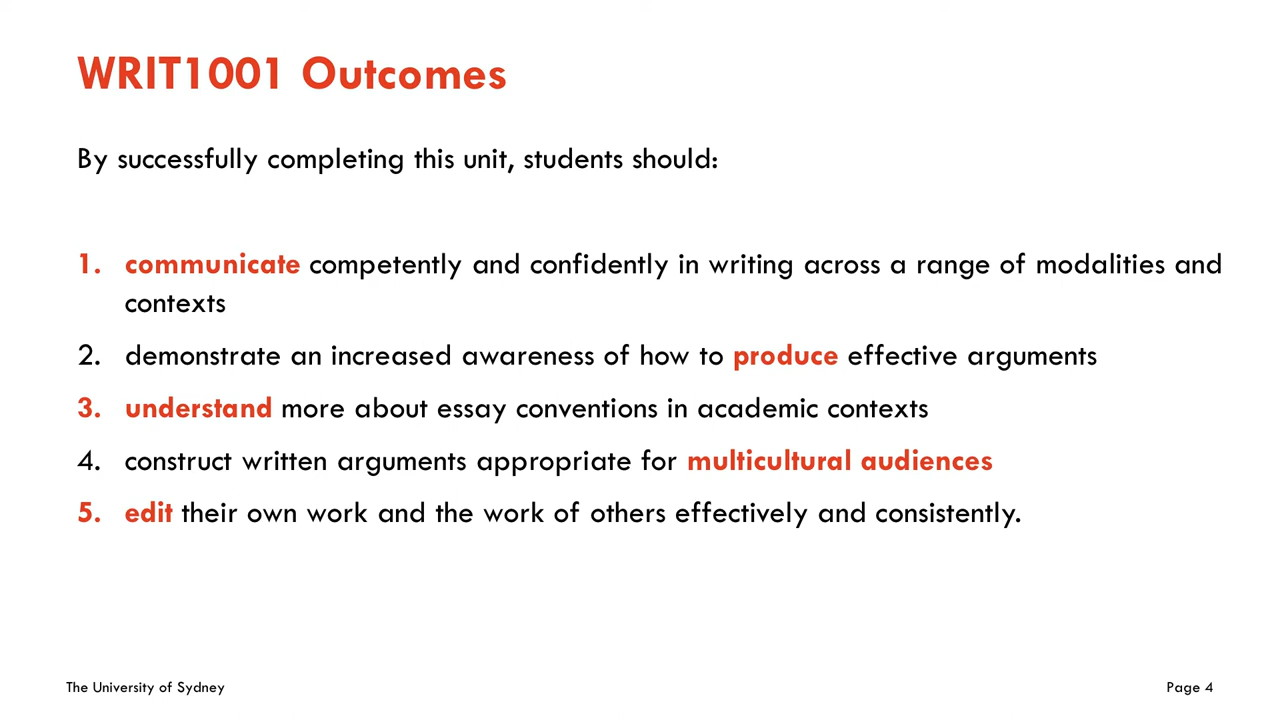 WRIT1001 Outcomes
By successfully completing this unit, students should:
1. communicate competently and confidently in writing across a range of modalities and
contexts
2. demonstrate an increased awareness of how to produce effective arguments
3. understand more about essay conventions in academic contexts
4. construct written arguments appropriate for multicultural audiences
5. edit their own work and the work of others effectively and consistently.
The University of Sydney
Page 4